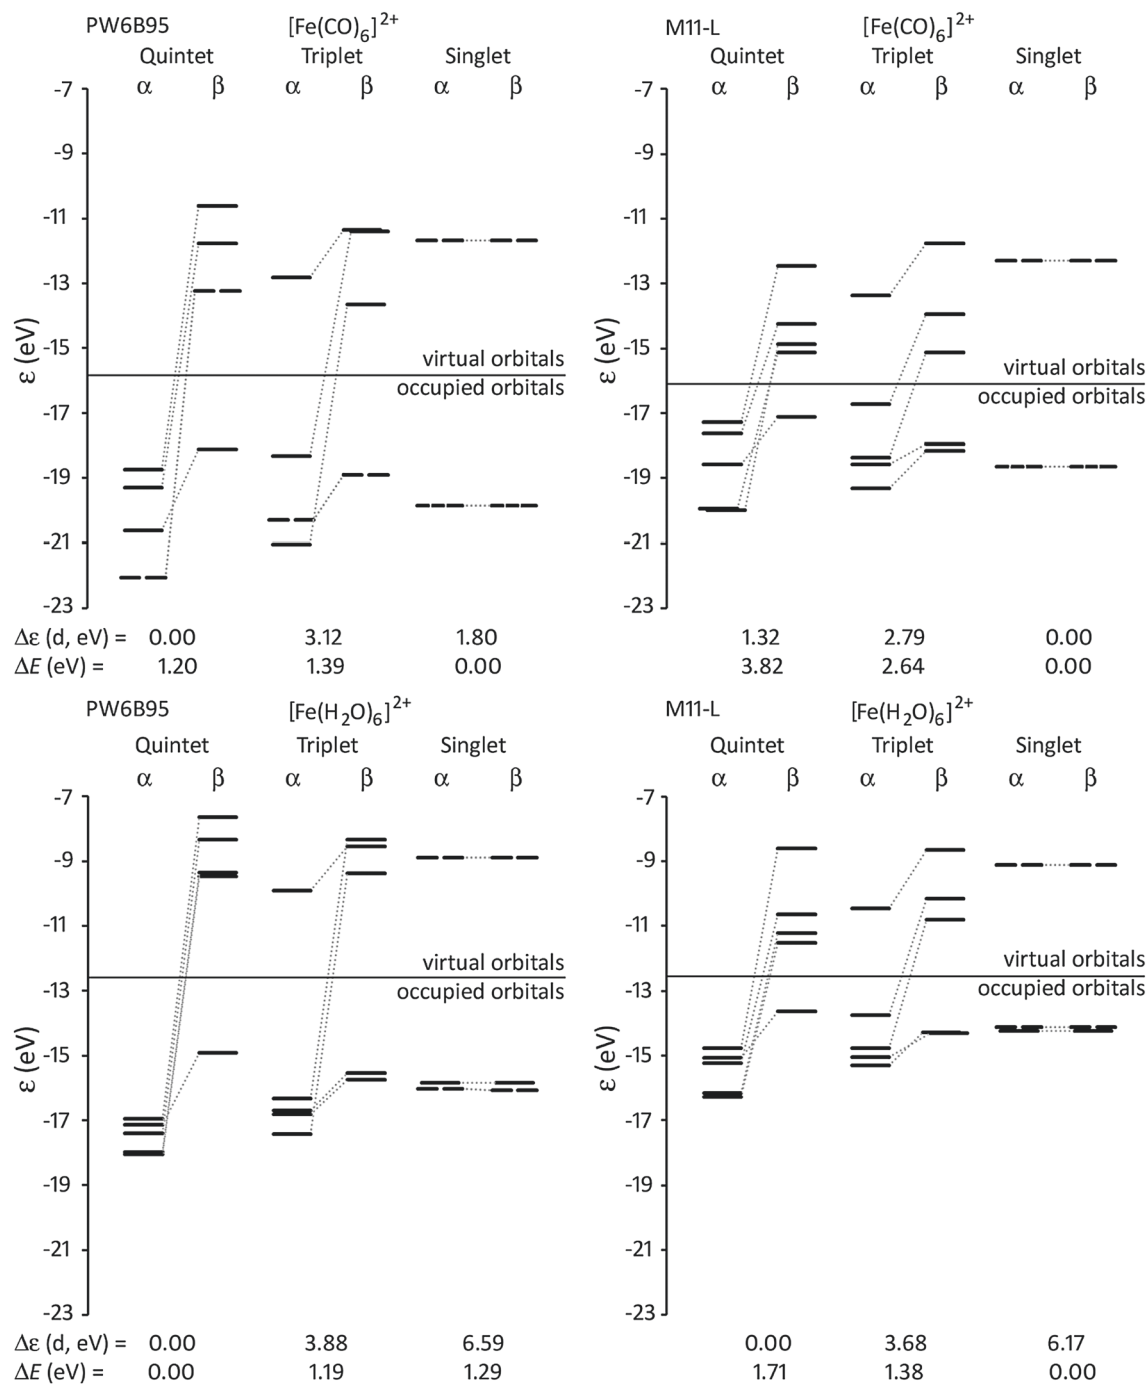 PW6B95 [Fe(CO)6]2+
Quintet Triplet Singlet
α β α β α β
-7
-9
-11
-13
-15
-17
-19
-21
-23
ε (eV)
virtual orbitals
occupied orbitals
Δε (d, eV) = 0.00 3.12 1.80
ΔE (eV) = 1.20 1.39 0.00
M11-L [Fe(CO)6]2+
Quintet Triplet Singlet
α β α β α β
-7
-9
-11
-13
-15
-17
-19
-21
-23
ε (eV)
virtual orbitals
occupied orbitals
1.32 2.79 0.00
3.82 2.64 0.00
PW6B95 [Fe(H2O)6]2+
Quintet Triplet Singlet
α β α β α β
-7
-9
-11
-13
-15
-17
-19
-21
-23
ε (eV)
virtual orbitals
occupied orbitals
Δε (d, eV) = 0.00 3.88 6.59
ΔE (eV) = 0.00 1.19 1.29
M11-L [Fe(H2O)6]2+
Quintet Triplet Singlet
α β α β α β
-7
-9
-11
-13
-15
-17
-19
-21
-23
ε (eV)
virtual orbitals
occupied orbitals
0.00 3.68 6.17
1.71 1.38 0.00